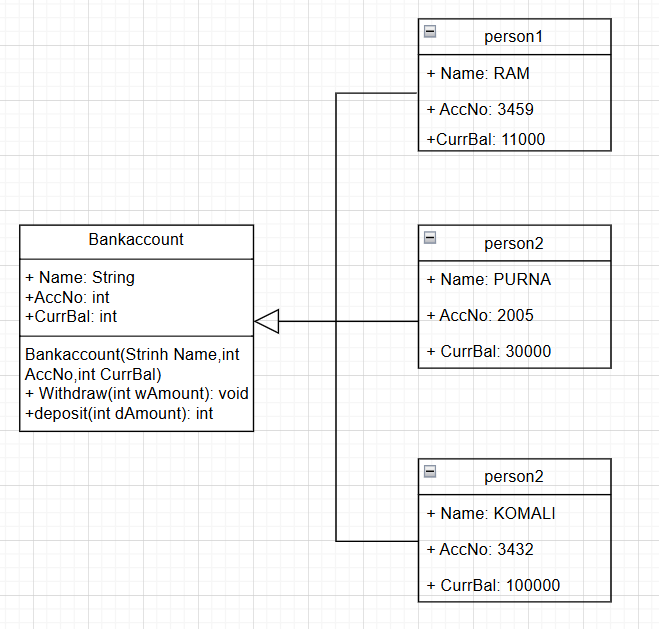 person1
+ Name: RAM
+ AccNo: 3459
+CurrBal: 11000
Bankaccount
+ Name: String
+AccNo: int
+CurrBal: int
Bankaccount(Strinh Name,int
AccNo,int CurrBal)
+ Withdraw(int wAmount): void
+deposit(int dAmount): int
person2
+ Name: PURNA
+ AccNo: 2005
+ CurrBal: 30000
person2
+ Name: KOMALI
+ AccNo: 3432
+ CurrBal: 100000